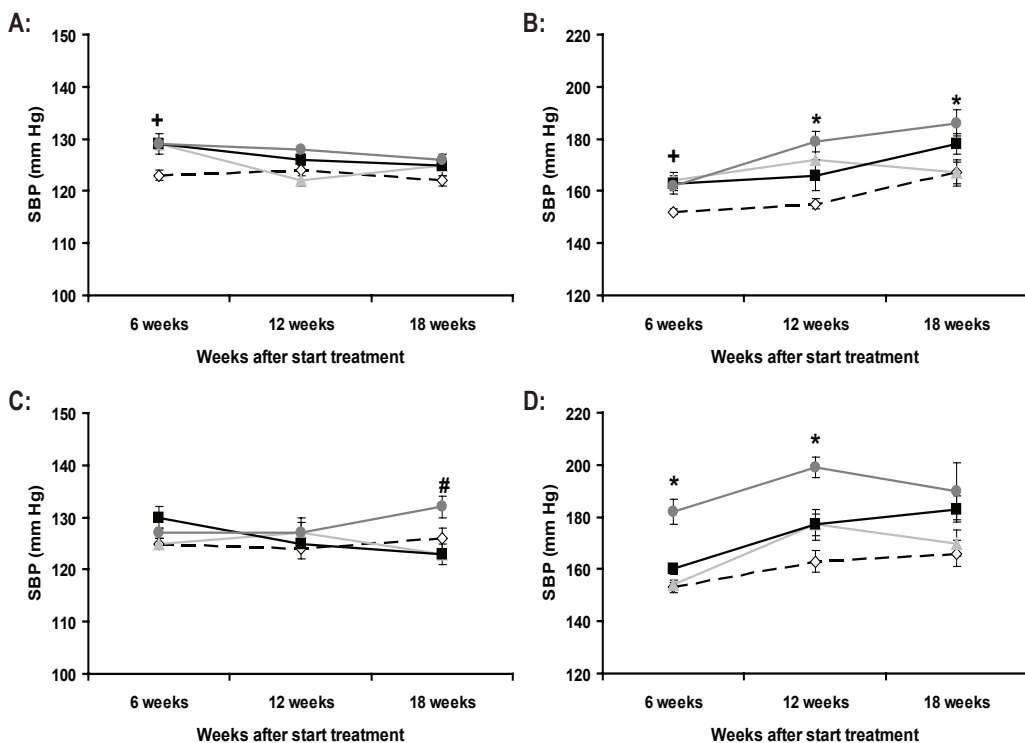 A:
150
140
130
120
110
100
SBP (mm Hg)
+
6 weeks
12 weeks
18 weeks
Weeks after start treatment
B:
220
200
180
160
140
120
SBP (mm Hg)
+
*
*
6 weeks
12 weeks
18 weeks
Weeks after start treatment
C:
150
140
130
120
110
100
SBP (mm Hg)
#
6 weeks
12 weeks
18 weeks
Weeks after start treatment
D:
220
200
180
160
140
120
SBP (mm Hg)
*
*
6 weeks
12 weeks
18 weeks
Weeks after start treatment